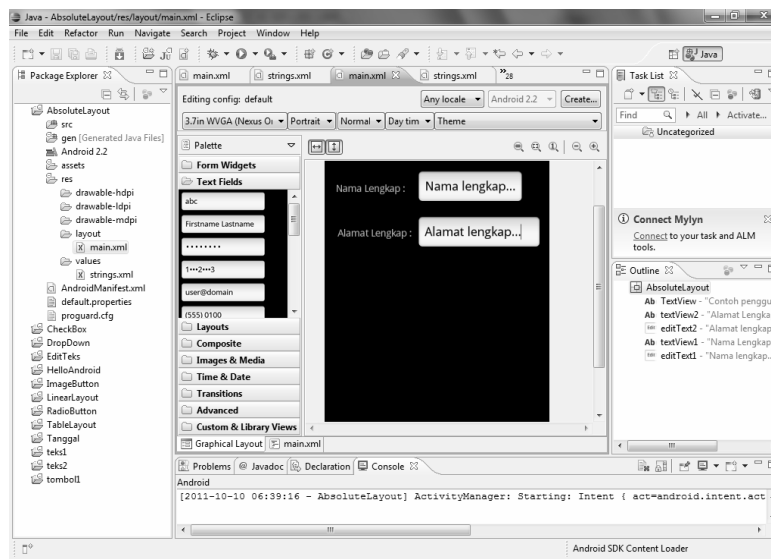 Java - AbsoluteLayout/res/layout/main.xml - Eclipse
File Edit Refactor Run Navigate Search Project Window Help
Java
Package Explorer
AbsoluteLayout
src
gen [Generated Java Files]
Android 2.2
assets
res
drawable-hdpi
drawable-ldpi
drawable-mdpi
layout
main.xml
values
strings.xml
AndroidManifest.xml
default.properties
proguard.cfg
CheckBox
DropDown
EditTeks
HelloAndroid
ImageButton
LinearLayout
RadioButton
TableLayout
Tanggal
teks1
teks2
tombol1
main.xml strings.xml main.xml strings.xml »28
Editing config: default Any locale Android 2.2 Create...
3.7in WVGA (Nexus O Portrait Normal Day tim Theme
Palette
Form Widgets
Text Fields
abc
Firstname Lastname
••••••••
1•••2•••3
user@domain
(555) 0100
Layouts
Composite
Images & Media
Time & Date
Transitions
Advanced
Custom & Library Views
Nama Lengkap : Nama lengkap...
Alamat Lengkap : Alamat lengkap...
Graphical Layout main.xml
Task List
Find All Activate...
Uncategorized
Connect Mylyn
Connect to your task and ALM
tools.
Outline
AbsoluteLayout
Ab TextView - "Contoh penggu
Ab textView2 - "Alamat Lengka
editText2 - "Alamat lengkap
Ab textView1 - "Nama Lengkap
editText1 - "Nama lengkap..
Problems @ Javadoc Declaration Console
Android
[2011-10-10 06:39:16 - AbsoluteLayout] ActivityManager: Starting: Intent { act=android.intent.act
Android SDK Content Loader